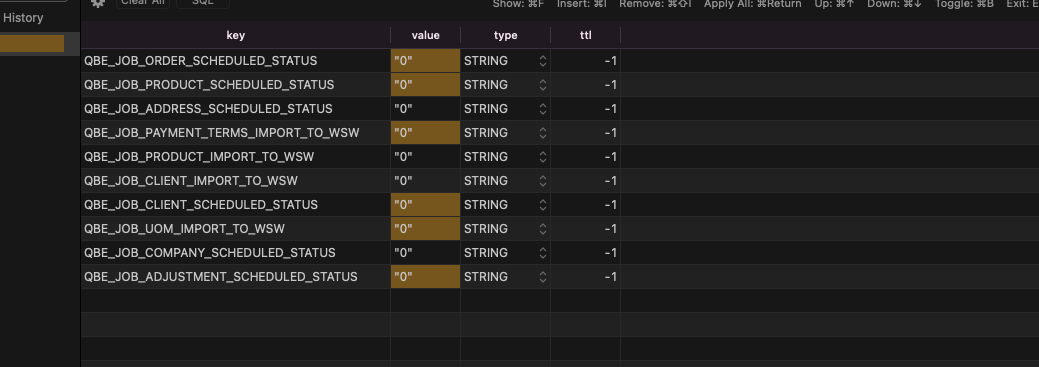 Clear All SQL Show: ⌘F Insert: ⌘I Remove: ⌘⇧I Apply All: ⌘Return Up: ⌘↑ Down: ⌘↓ Toggle: ⌘B Exit: E
History
key value type ttl
QBE_JOB_ORDER_SCHEDULED_STATUS "0" STRING -1
QBE_JOB_PRODUCT_SCHEDULED_STATUS "0" STRING -1
QBE_JOB_ADDRESS_SCHEDULED_STATUS "0" STRING -1
QBE_JOB_PAYMENT_TERMS_IMPORT_TO_WSW "0" STRING -1
QBE_JOB_PRODUCT_IMPORT_TO_WSW "0" STRING -1
QBE_JOB_CLIENT_IMPORT_TO_WSW "0" STRING -1
QBE_JOB_CLIENT_SCHEDULED_STATUS "0" STRING -1
QBE_JOB_UOM_IMPORT_TO_WSW "0" STRING -1
QBE_JOB_COMPANY_SCHEDULED_STATUS "0" STRING -1
QBE_JOB_ADJUSTMENT_SCHEDULED_STATUS "0" STRING -1